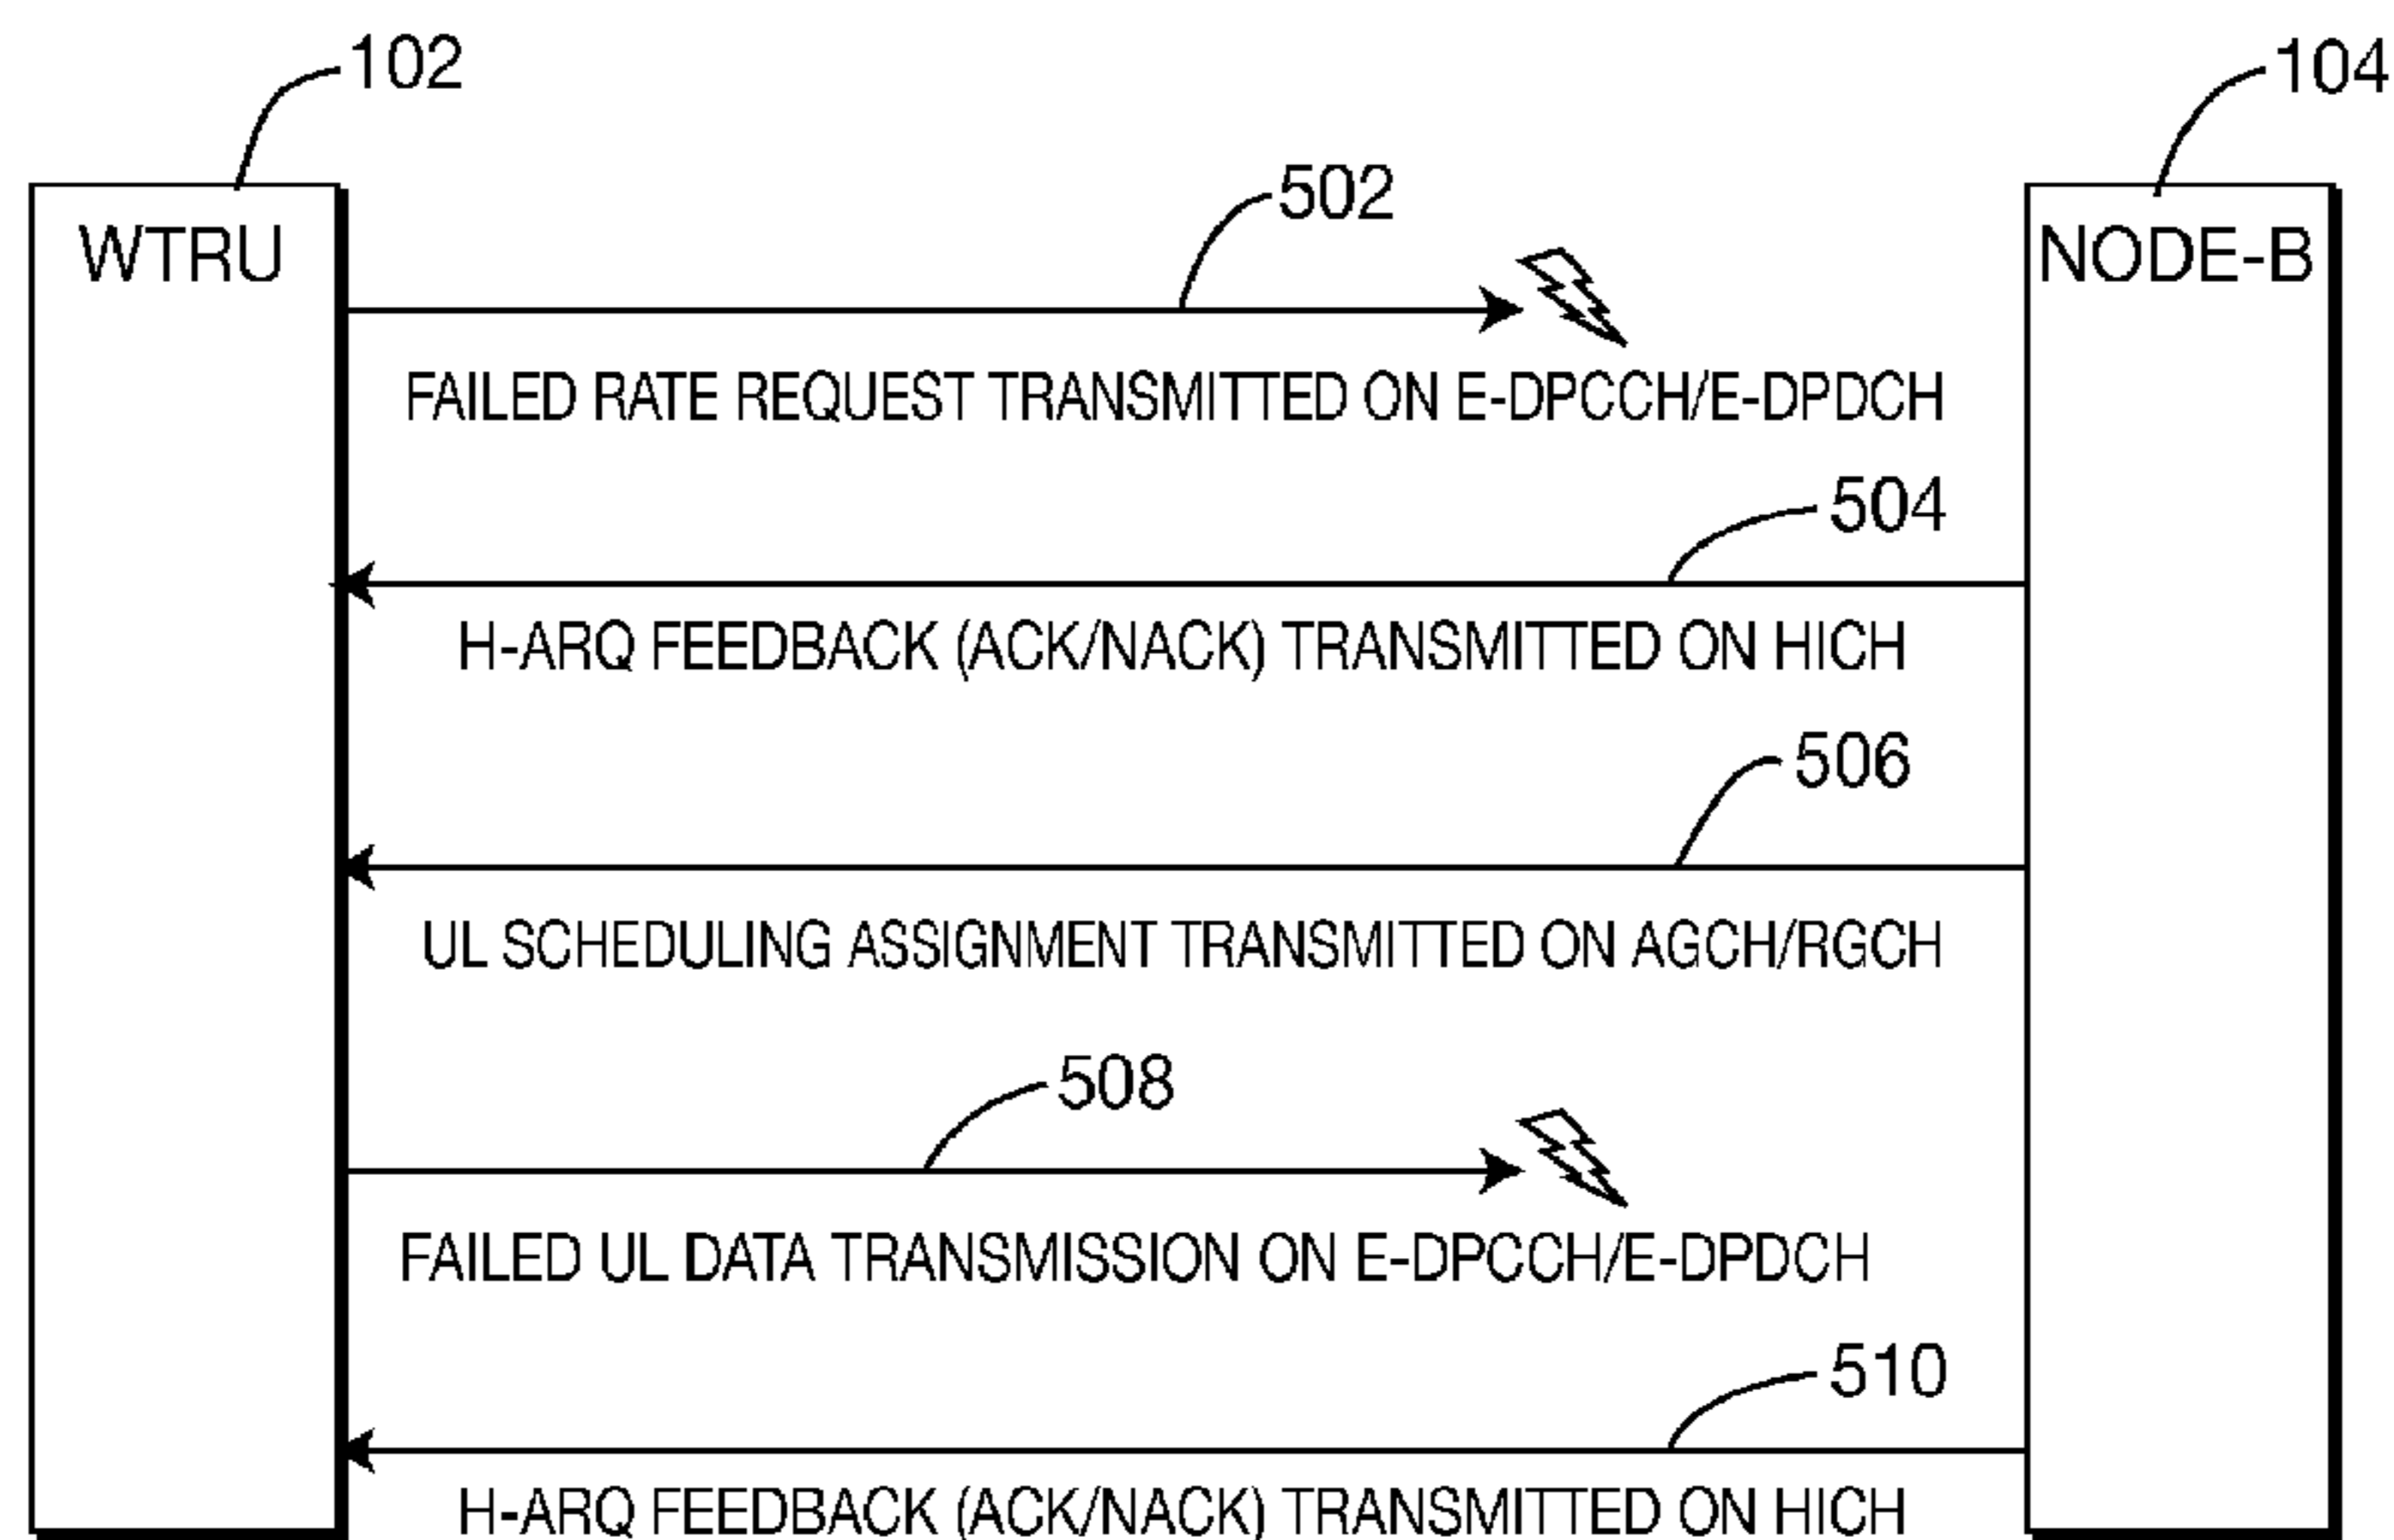 102
104
502
WTRU
NODE-B
FAILED RATE REQUEST TRANSMITTED ON E-DPCCH/E-DPDCH
504
H-ARQ FEEDBACK (ACK/NACK) TRANSMITTED ON HICH
506
UL SCHEDULING ASSIGNMENT TRANSMITTED ON AGCH/RGCH
508
FAILED UL DATA TRANSMISSION ON E-DPCCH/E-DPDCH
510
H-ARQ FEEDBACK (ACK/NACK) TRANSMITTED ON HICH